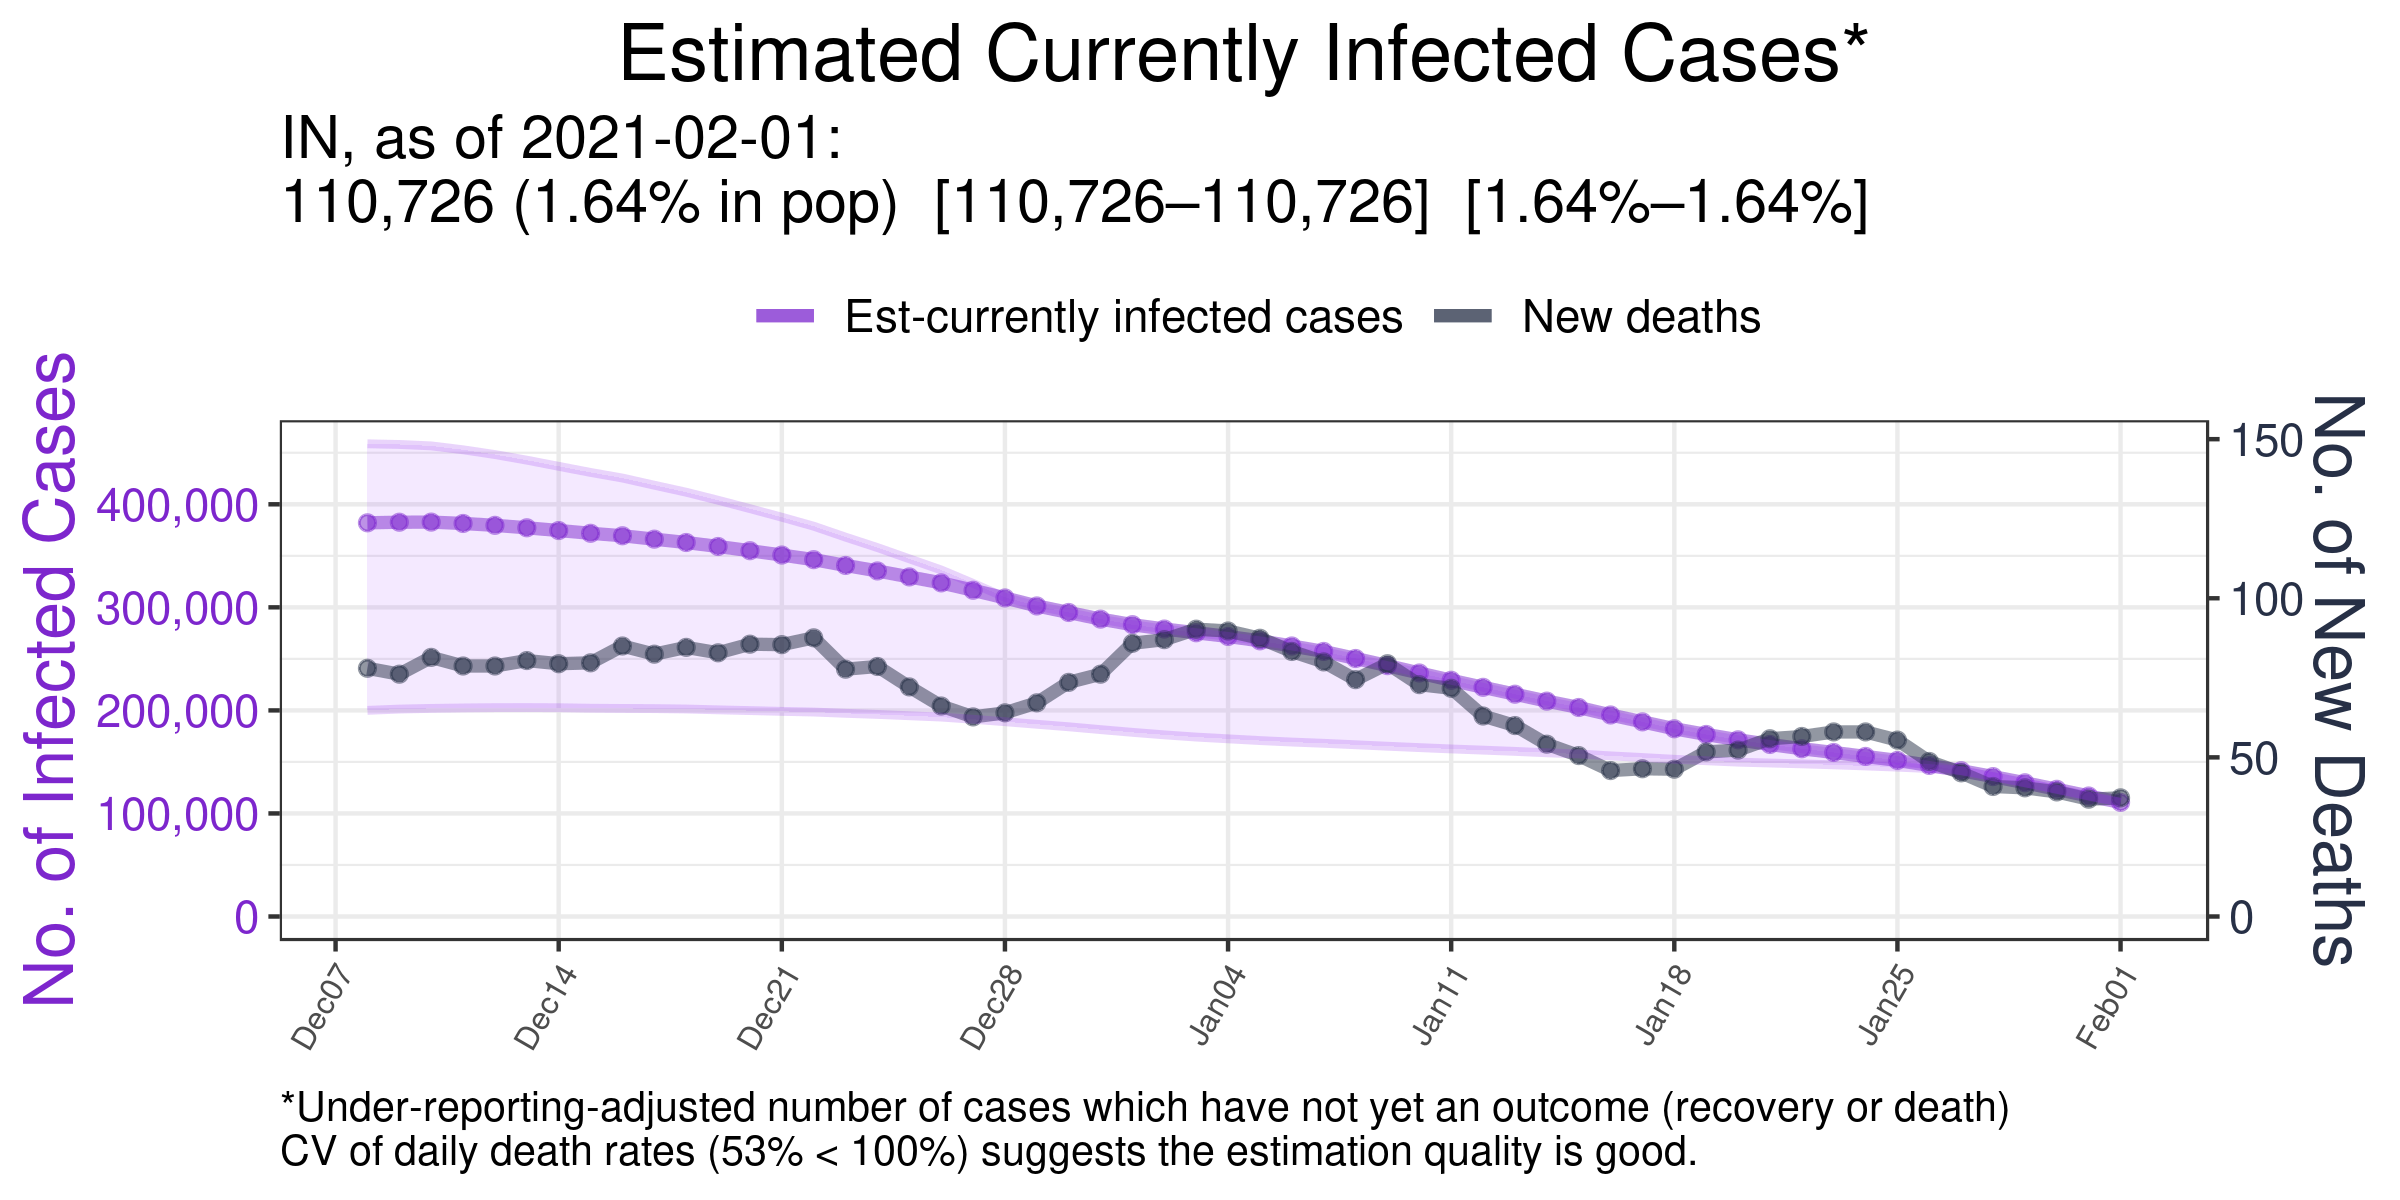 Estimated Currently Infected Cases*
IN, as of 2021-02-01:
110,726 (1.64% in pop)  [110,726–110,726]  [1.64%–1.64%]
Est-currently infected cases
New deaths
No. of Infected Cases
400,000
300,000
200,000
100,000
0
150
100
50
0
No. of New Deaths
Dec07
Dec14
Dec21
Dec28
Jan04
Jan11
Jan18
Jan25
Feb01
*Under-reporting-adjusted number of cases which have not yet an outcome (recovery or death)
CV of daily death rates (53% < 100%) suggests the estimation quality is good.